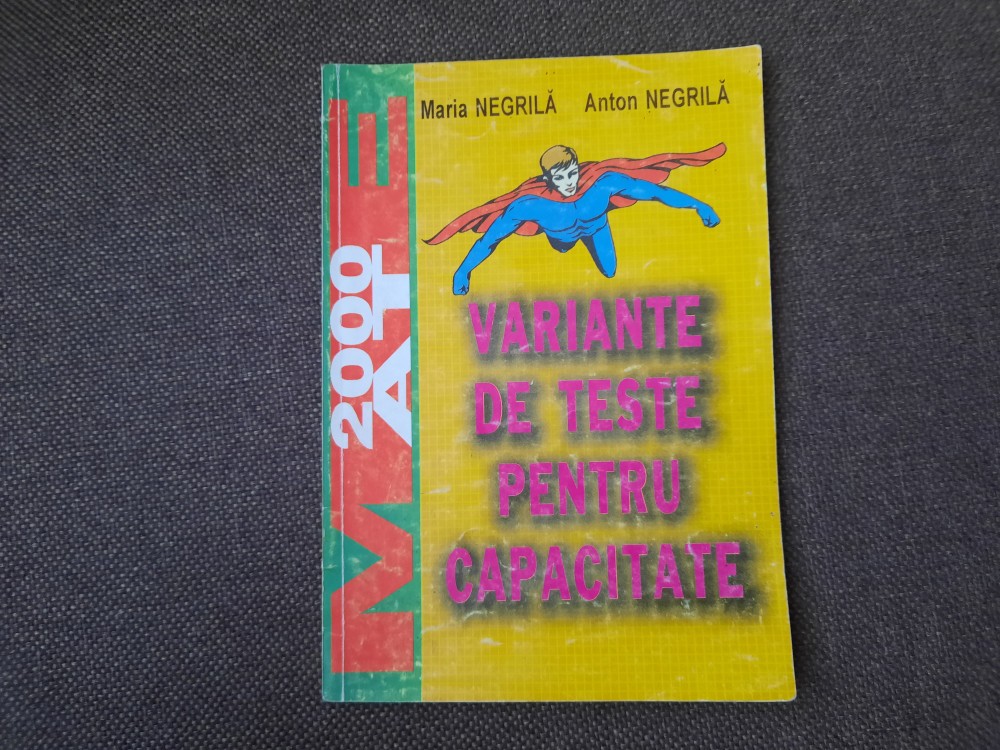 Maria NEGRILĂ Anton NEGRILĂ
MATE 2000
VARIANTE
DE TESTE
PENTRU
CAPACITATE